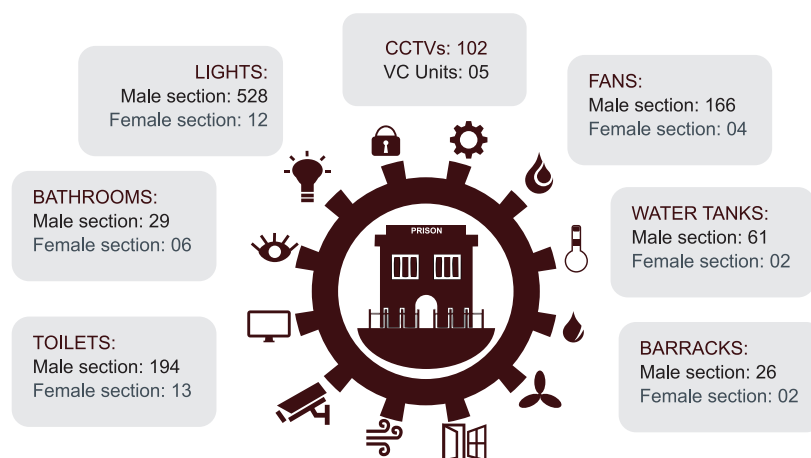 CCTVs: 102
VC Units: 05
LIGHTS:
Male section: 528
Female section: 12
FANS:
Male section: 166
Female section: 04
BATHROOMS:
Male section: 29
Female section: 06
PRISON
WATER TANKS:
Male section: 61
Female section: 02
TOILETS:
Male section: 194
Female section: 13
BARRACKS:
Male section: 26
Female section: 02